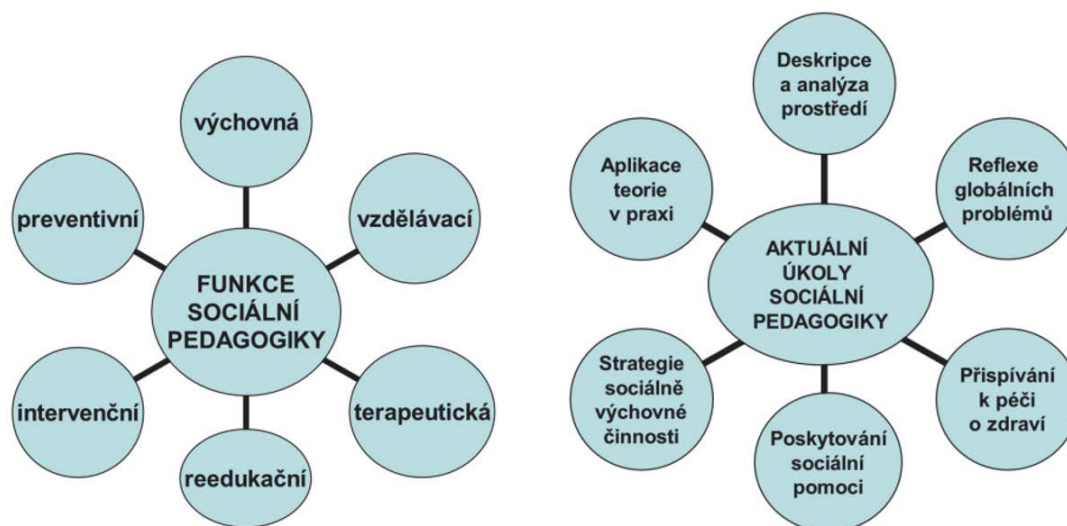 FUNKCE
SOCIÁLNÍ
PEDAGOGIKY
výchovná
vzdělávací
terapeutická
reedukační
intervenční
preventivní
AKTUÁLNÍ
ÚKOLY
SOCIÁLNÍ
PEDAGOGIKY
Deskripce
a analýza
prostředí
Reflexe
globálních
problémů
Přispívání
k péči
o zdraví
Poskytování
sociální
pomoci
Strategie
sociálně
výchovné
činnosti
Aplikace
teorie
v praxi